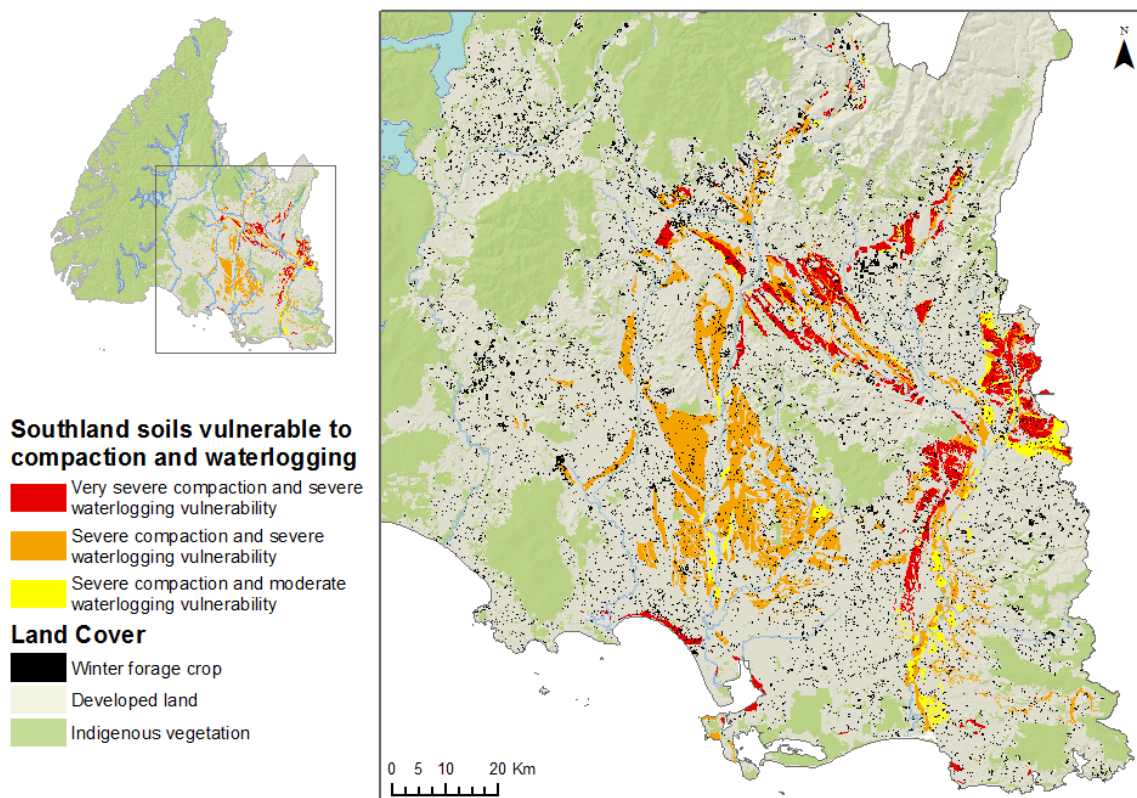 N
Southland soils vulnerable to
compaction and waterlogging
Very severe compaction and severe
waterlogging vulnerability
Severe compaction and severe
waterlogging vulnerability
Severe compaction and moderate
waterlogging vulnerability
Land Cover
Winter forage crop
Developed land
Indigenous vegetation
0 5 10 20 Km